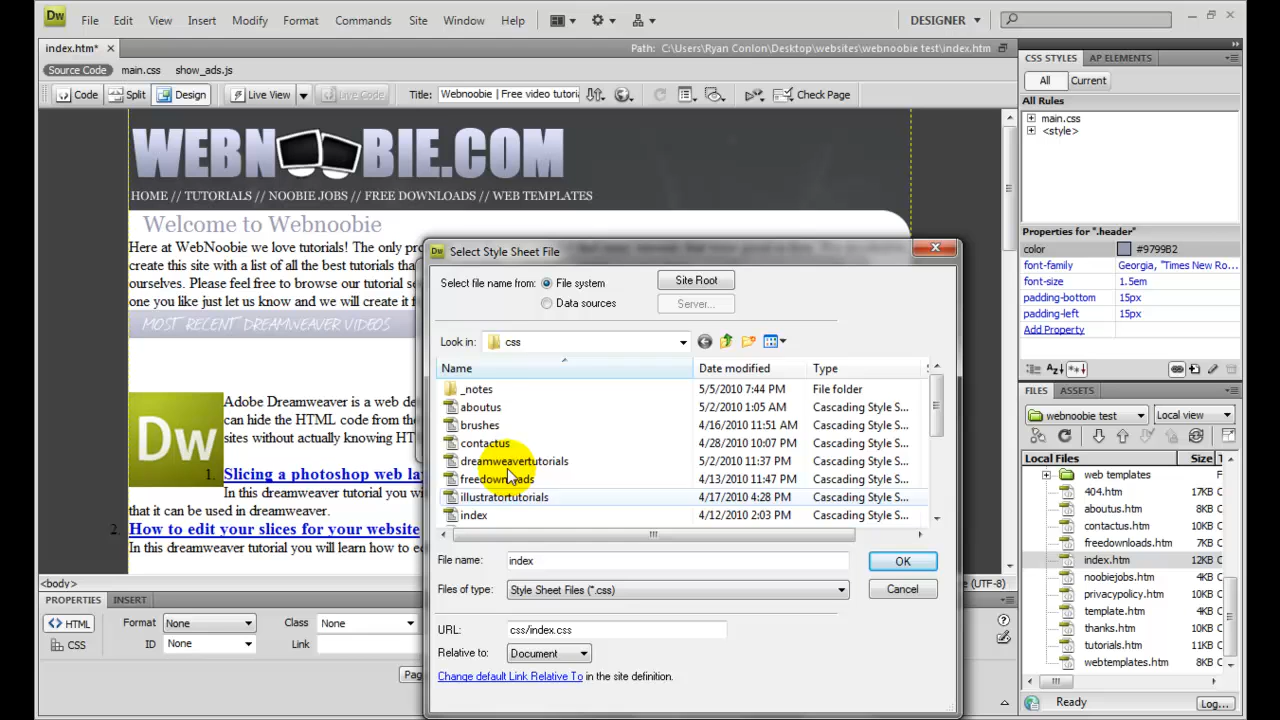 Dw File Edit View Insert Modify Format Commands Site Window Help DESIGNER
index.htm* Path: C:\Users\Ryan Conlon\Desktop\websites\webnoobie test\index.htm
Source Code main.css show_ads.js
Code Split Design Live View Live Code Title: Webnoobie | Free video tutoria Check Page
WEBNOOBIE.COM
HOME // TUTORIALS // NOOBIE JOBS // FREE DOWNLOADS // WEB TEMPLATES
Welcome to Webnoobie
Here at WebNoobie we love tutorials! The only pro
create this site with a list of all the best tutorials that
ourselves. Please feel free to browse our tutorial se
one you like just let us know and we will create it f
MOST RECENT DREAMWEAVER VIDEOS
Dw
Adobe Dreamweaver is a web de
can hide the HTML code from the
sites without actually knowing HT
1. Slicing a photoshop web lay
In this dreamweaver tutorial you wi
that it can be used in dreamweaver.
2. How to edit your slices for your website
In this dreamweaver tutorial you will learn how to ed
<body>
(UTF-8)
PROPERTIES INSERT
<> HTML Format None Class None
CSS ID None Link
Pag
Dw Select Style Sheet File
Select file name from: File system Site Root
Data sources Server...
Look in: css
Name Date modified Type S
_notes 5/5/2010 7:44 PM File folder
aboutus 5/2/2010 1:05 AM Cascading Style S...
brushes 4/16/2010 11:51 AM Cascading Style S...
contactus 4/28/2010 10:07 PM Cascading Style S...
dreamweavertutorials 5/2/2010 11:37 PM Cascading Style S...
freedownloads 4/13/2010 11:47 PM Cascading Style S...
illustratortutorials 4/17/2010 4:28 PM Cascading Style S...
index 4/12/2010 2:03 PM Cascading Style S...
File name: index OK
Files of type: Style Sheet Files (*.css) Cancel
URL: css/index.css
Relative to: Document
Change default Link Relative To in the site definition.
CSS STYLES AP ELEMENTS
All Current
All Rules
main.css
<style>
Properties for ".header"
color #9799B2
font-family Georgia, "Times New Ro...
font-size 1.5em
padding-bottom 15px
padding-left 15px
Add Property
FILES ASSETS
webnoobie test Local view
Local Files Size
web templates
404.htm 17KB C
aboutus.htm 8KB C
contactus.htm 8KB C
freedownloads.htm 9KB C
index.htm 12KB C
noobiejobs.htm 9KB C
privacypolicy.htm 9KB C
template.htm 6KB C
thanks.htm 8KB C
tutorials.htm 11KB C
webtemplates.htm 8KB C
Ready Log...